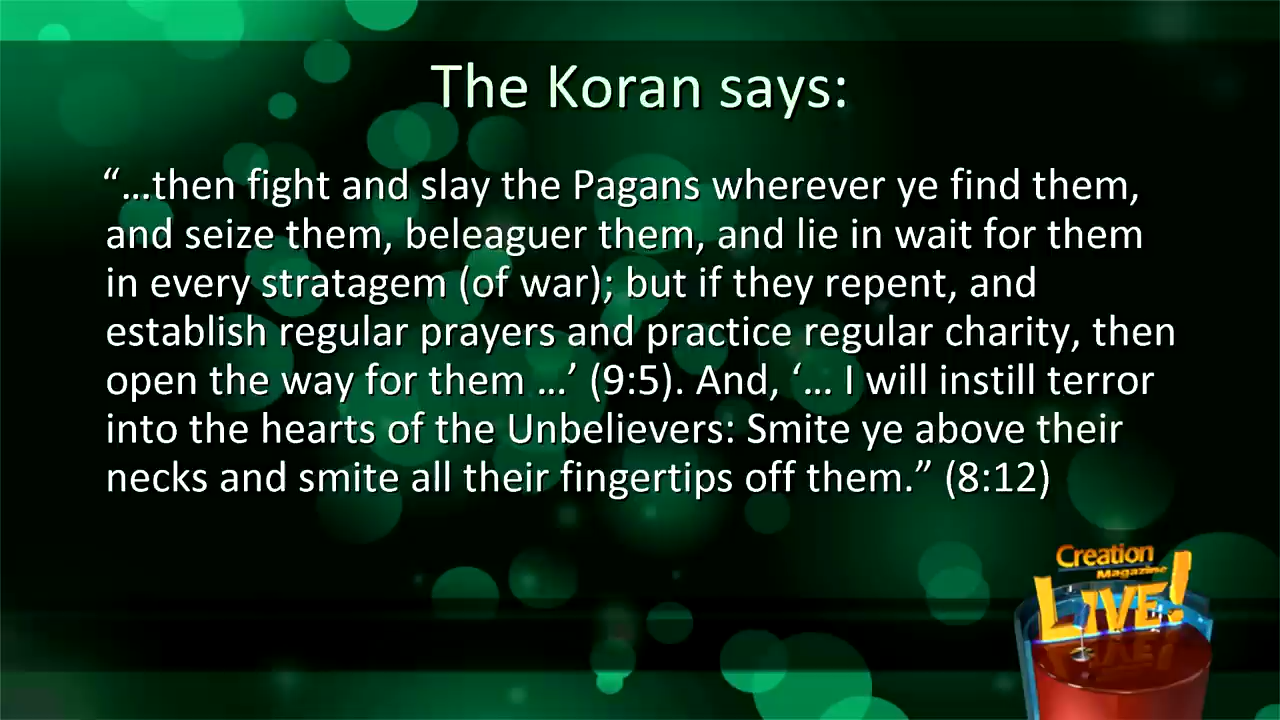 The Koran says:
“…then fight and slay the Pagans wherever ye find them,
and seize them, beleaguer them, and lie in wait for them
in every stratagem (of war); but if they repent, and
establish regular prayers and practice regular charity, then
open the way for them …’ (9:5). And, ‘… I will instill terror
into the hearts of the Unbelievers: Smite ye above their
necks and smite all their fingertips off them.” (8:12)
Creation
Magazine
LIVE!